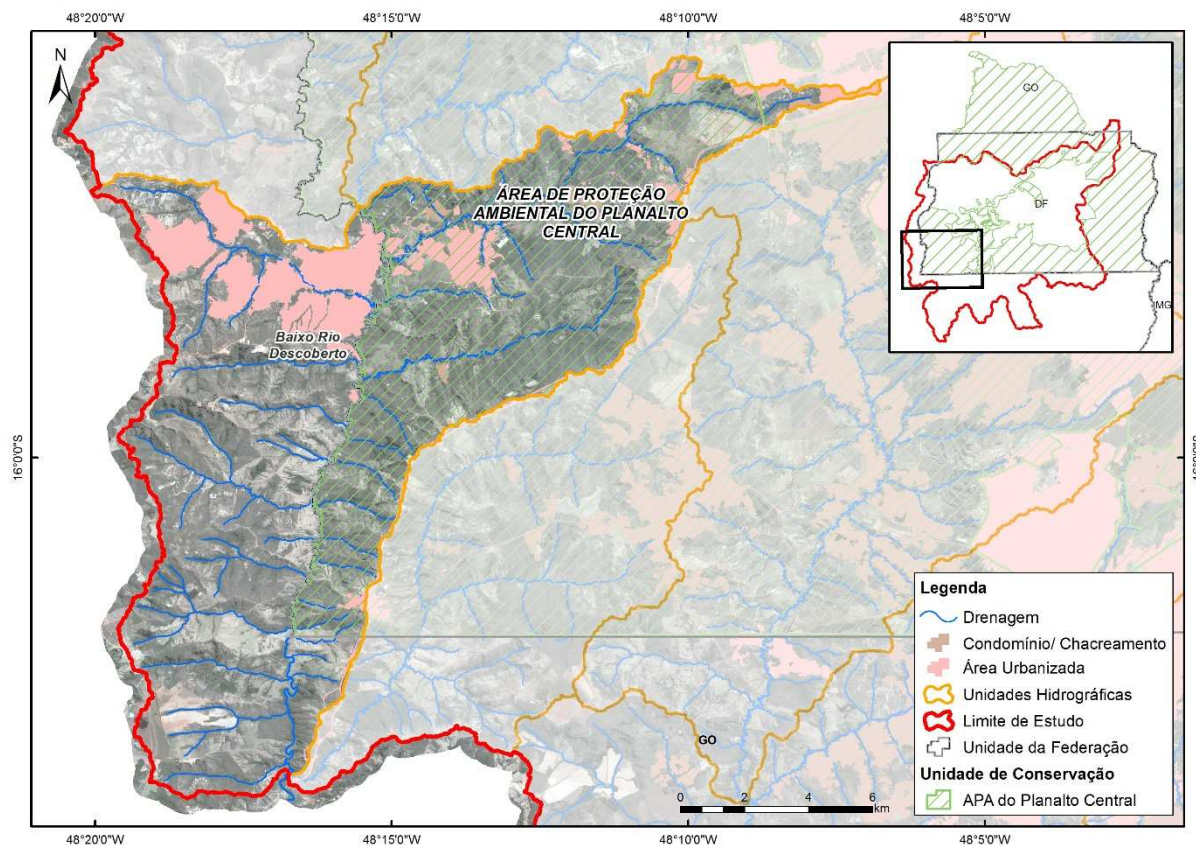 48°20'0"W
48°15'0"W
48°10'0"W
48°5'0"W
N
GO
DF
MG
ÁREA DE PROTEÇÃO
AMBIENTAL DO PLANALTO
CENTRAL
Baixo Rio
Descoberto
16°0'0"S
16°0'0"S
Legenda
Drenagem
Condomínio/ Chacreamento
Área Urbanizada
Unidades Hidrográficas
Limite de Estudo
Unidade da Federação
Unidade de Conservação
APA do Planalto Central
GO
0 2 4 6
km
48°20'0"W
48°15'0"W
48°10'0"W
48°5'0"W